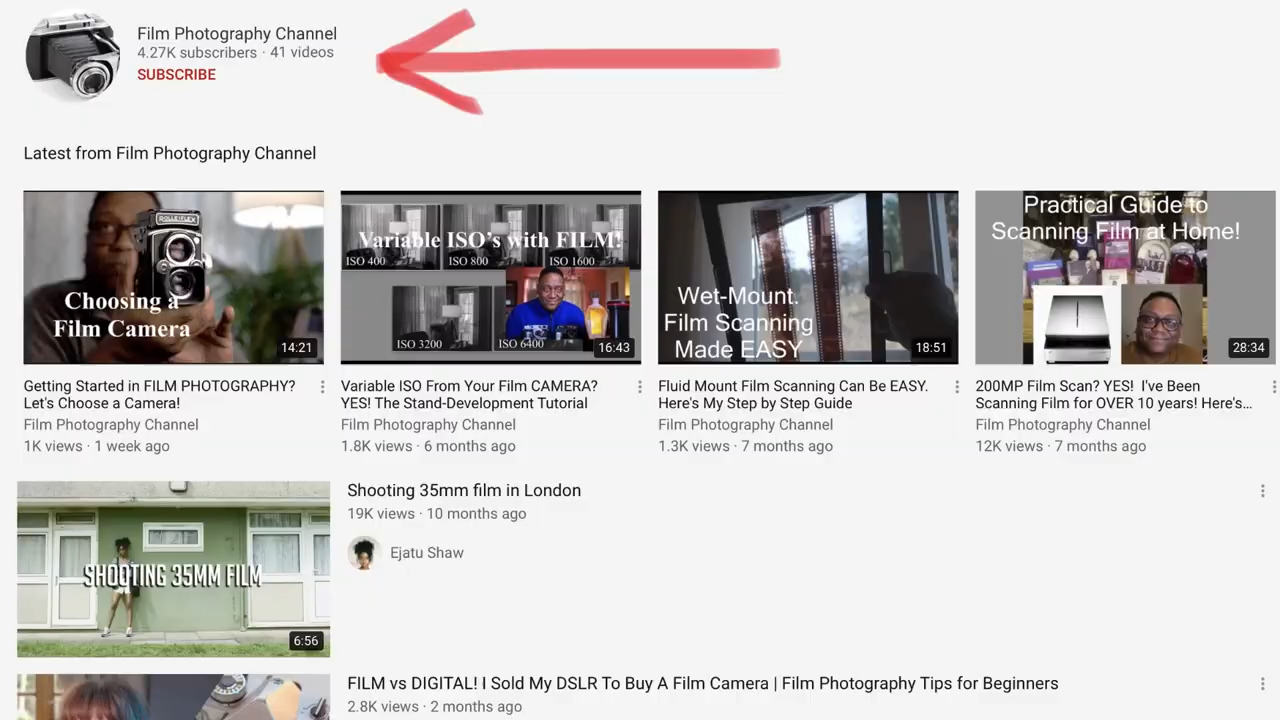 Film Photography Channel
4.27K subscribers · 41 videos
SUBSCRIBE
Latest from Film Photography Channel
ROLLEIFLEX
Choosing a
Film Camera
14:21
Variable ISO's with FILM!
ISO 400
ISO 800
ISO 1600
ISO 3200
ISO 6400
16:43
Wet-Mount.
Film Scanning
Made EASY
18:51
Practical Guide to
Scanning Film at Home!
28:34
Getting Started in FILM PHOTOGRAPHY?
Let's Choose a Camera!
Film Photography Channel
1K views · 1 week ago
Variable ISO From Your Film CAMERA?
YES! The Stand-Development Tutorial
Film Photography Channel
1.8K views · 6 months ago
Fluid Mount Film Scanning Can Be EASY.
Here's My Step by Step Guide
Film Photography Channel
1.3K views · 7 months ago
200MP Film Scan? YES! I've Been
Scanning Film for OVER 10 years! Here's...
Film Photography Channel
12K views · 7 months ago
SHOOTING 35MM FILM
6:56
Shooting 35mm film in London
19K views · 10 months ago
Ejatu Shaw
FILM vs DIGITAL! I Sold My DSLR To Buy A Film Camera | Film Photography Tips for Beginners
2.8K views · 2 months ago